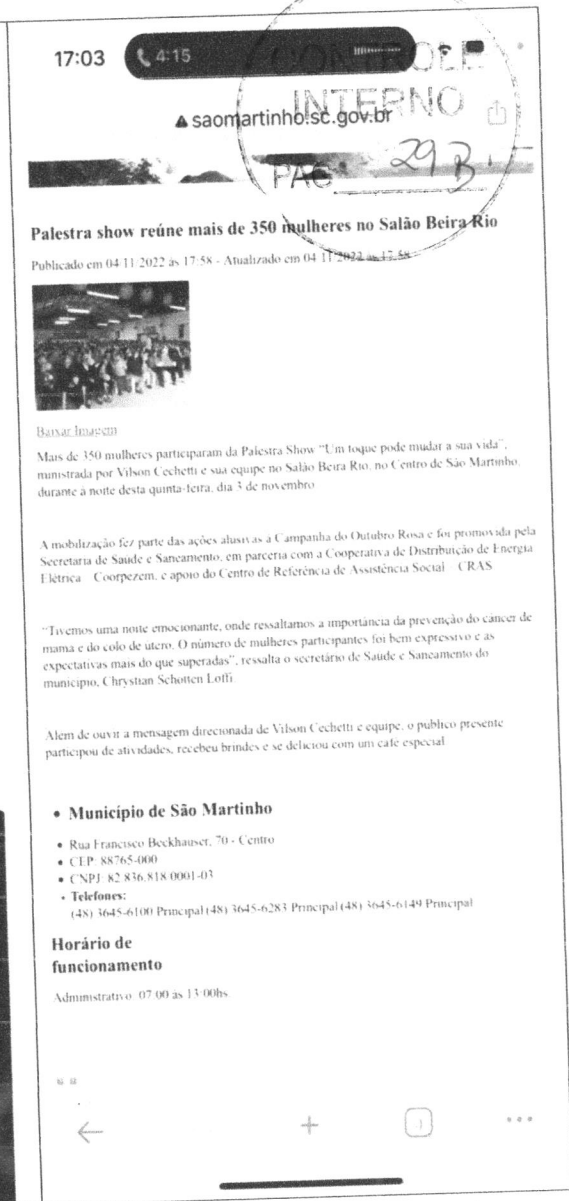 17:03
4:15
CONTROLE
INTERNO
saomartinho.sc.gov.br
PAG 29 B
Palestra show reúne mais de 350 mulheres no Salão Beira Rio
Publicado em 04/11/2022 às 17:58 - Atualizado em 04/11/2022 às 17:58
Baixar Imagem
Mais de 350 mulheres participaram da Palestra Show “Um toque pode mudar a sua vida”,
ministrada por Vilson Cechetti e sua equipe no Salão Beira Rio, no Centro de São Martinho,
durante a noite desta quinta-feira, dia 3 de novembro.
A mobilização fez parte das ações alusivas a Campanha do Outubro Rosa e foi promovida pela
Secretaria de Saúde e Saneamento, em parceria com a Cooperativa de Distribuição de Energia
Elétrica - Coorpezem, e apoio do Centro de Referência de Assistência Social - CRAS.
“Tivemos uma noite emocionante, onde ressaltamos a importância da prevenção do câncer de
mama e do colo de útero. O número de mulheres participantes foi bem expressivo e as
expectativas mais do que superadas”, ressalta o secretário de Saúde e Saneamento do
município, Chrystian Schotten Loffi.
Além de ouvir a mensagem direcionada de Vilson Cechetti e equipe, o público presente
participou de atividades, recebeu brindes e se deliciou com um café especial.
• Município de São Martinho
• Rua Francisco Beckhauser, 70 - Centro
• CEP: 88765-000
• CNPJ: 82.836.818/0001-03
• Telefones:
(48) 3645-6100 Principal (48) 3645-6283 Principal (48) 3645-6149 Principal
Horário de
funcionamento
Administrativo: 07:00 às 13:00hs